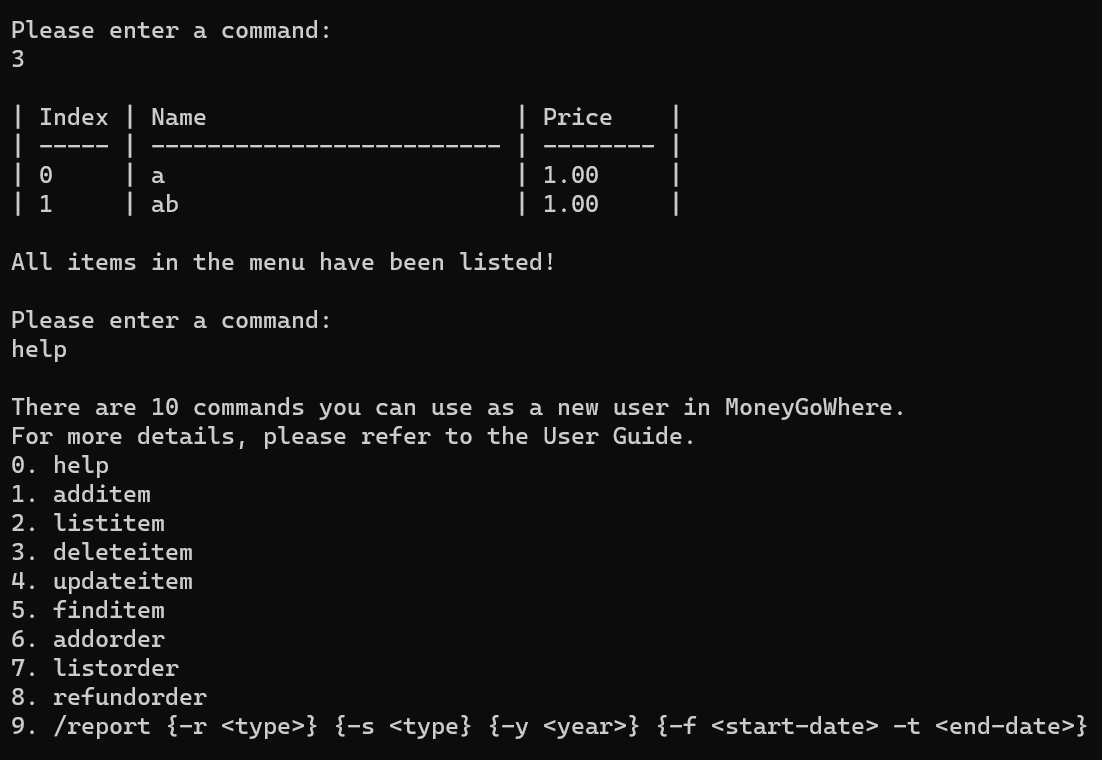 Please enter a command:
3
| Index | Name                      | Price    |
| ----- | ------------------------- | -------- |
| 0     | a                         | 1.00     |
| 1     | ab                        | 1.00     |
All items in the menu have been listed!
Please enter a command:
help
There are 10 commands you can use as a new user in MoneyGoWhere.
For more details, please refer to the User Guide.
0. help
1. additem
2. listitem
3. deleteitem
4. updateitem
5. finditem
6. addorder
7. listorder
8. refundorder
9. /report {-r <type>} {-s <type} {-y <year>} {-f <start-date> -t <end-date>}